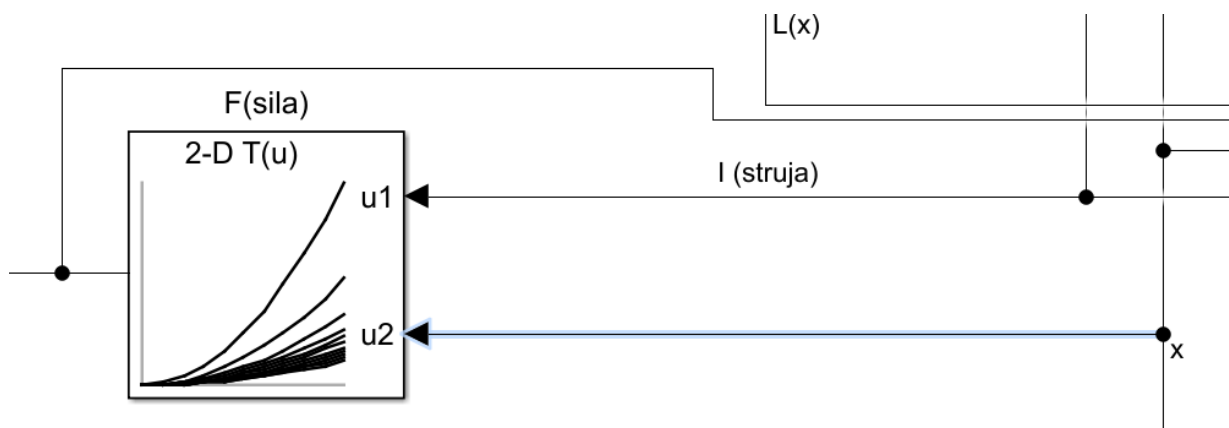 L(x)
F(sila)
2-D T(u)
u1
I (struja)
u2
x